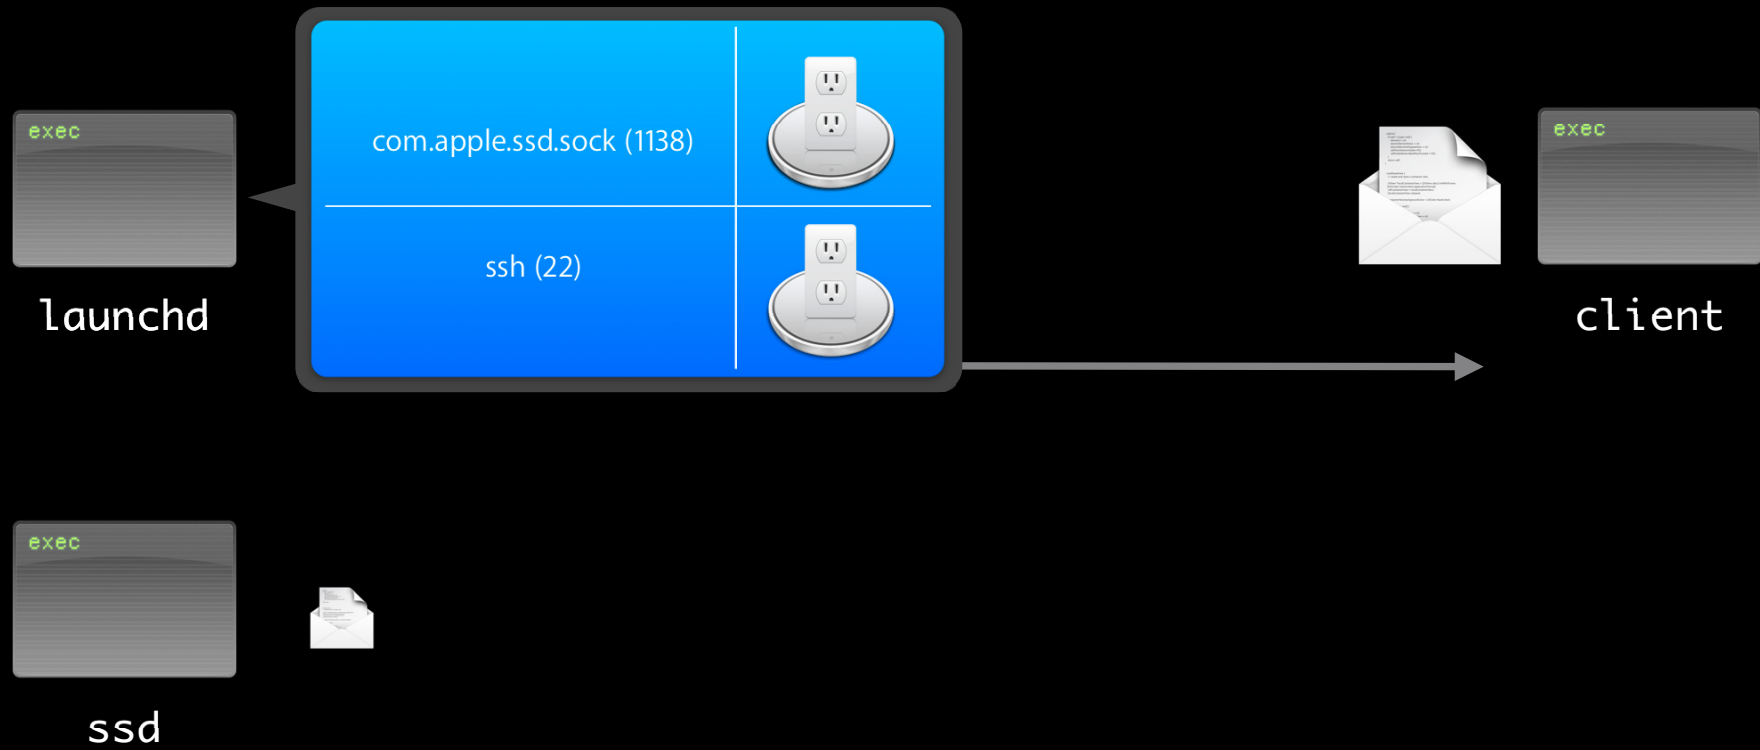 exec
launchd
com.apple.ssd.sock (1138)
ssh (22)
exec
client
exec
ssd